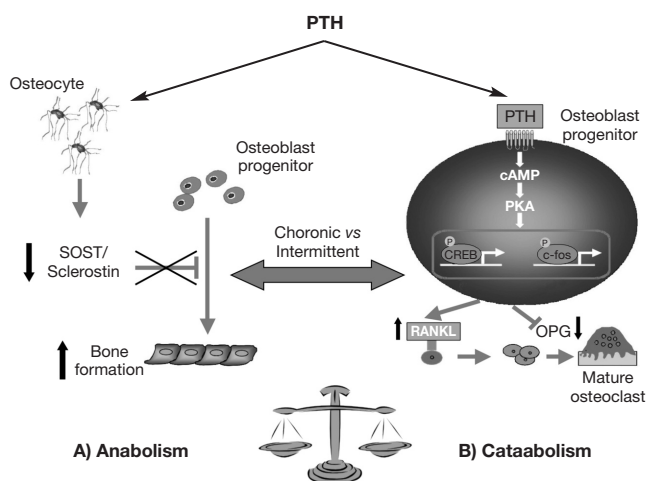 PTH
Osteocyte
Osteoblast
progenitor
SOST/
Sclerostin
Bone
formation
A) Anabolism
Choronic vs
Intermittent
PTH
Osteoblast
progenitor
cAMP
PKA
P
CREB
P
c-fos
RANKL
OPG
Mature
osteoclast
B) Cataabolism